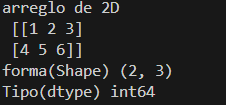 arreglo de 2D
[[1 2 3]
[4 5 6]]
forma(Shape) (2, 3)
Tipo(dtype) int64